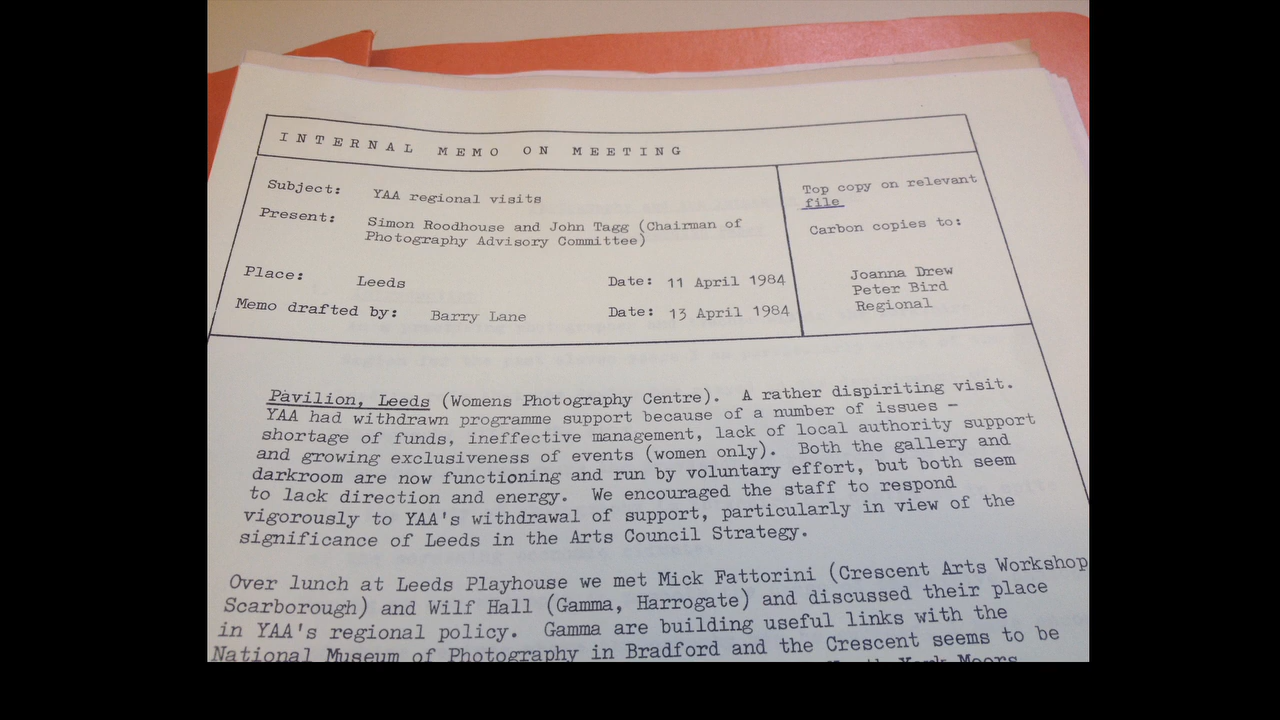 INTERNAL MEMO ON MEETING
Subject: YAA regional visits
Present: Simon Roodhouse and John Tagg (Chairman of
Photography Advisory Committee)
Place: Leeds Date: 11 April 1984
Memo drafted by: Barry Lane Date: 13 April 1984
Top copy on relevant
file
Carbon copies to:
Joanna Drew
Peter Bird
Regional
Pavilion, Leeds (Womens Photography Centre). A rather dispiriting visit.
YAA had withdrawn programme support because of a number of issues –
shortage of funds, ineffective management, lack of local authority support
and growing exclusiveness of events (women only). Both the gallery and
darkroom are now functioning and run by voluntary effort, but both seem
to lack direction and energy. We encouraged the staff to respond
vigorously to YAA's withdrawal of support, particularly in view of the
significance of Leeds in the Arts Council Strategy.
Over lunch at Leeds Playhouse we met Mick Fattorini (Crescent Arts Workshop
Scarborough) and Wilf Hall (Gamma, Harrogate) and discussed their place
in YAA's regional policy. Gamma are building useful links with the
National Museum of Photography in Bradford and the Crescent seems to be
York Moors